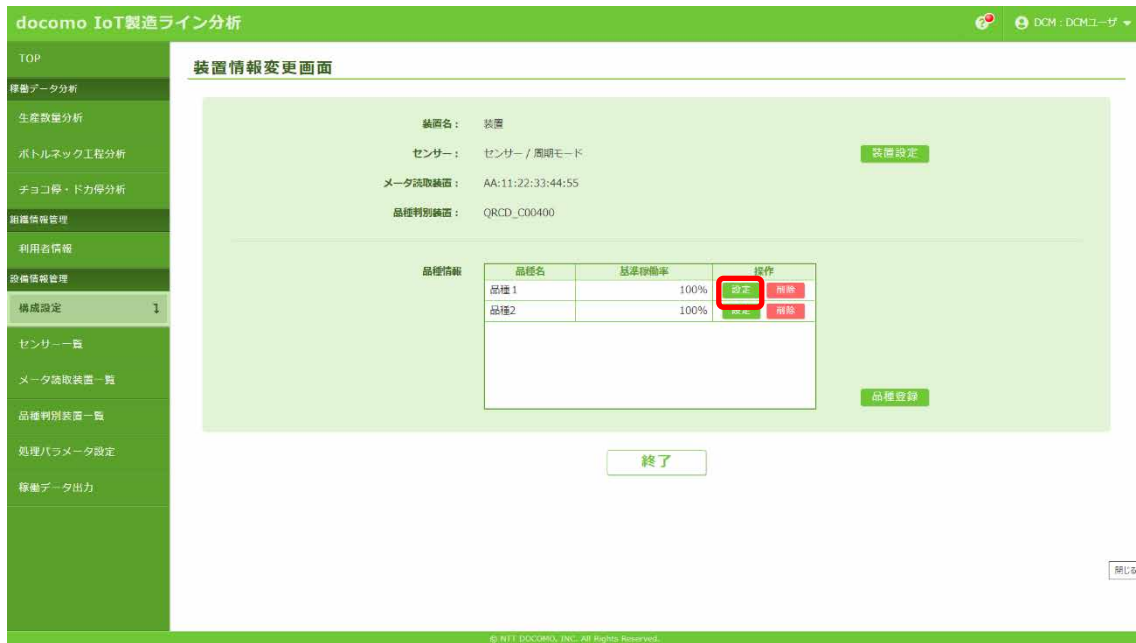 docomo IoT製造ライン分析
DCM : DCMユーザ
TOP
稼働データ分析
生産数量分析
ボトルネック工程分析
チョコ停・ドカ停分析
組織情報管理
利用者情報
設備情報管理
構成設定
センサー一覧
メータ読取装置一覧
品種判別装置一覧
処理パラメータ設定
稼働データ出力
装置情報変更画面
装置名： 装置
センサー： センサー / 周期モード
装置設定
メータ読取装置： AA:11:22:33:44:55
品種判別装置： QRCD_C00400
品種情報
品種名 基準稼働率 操作
品種1 100% 設定 削除
品種2 100% 設定 削除
品種登録
終了
閉じる
© NTT DOCOMO, INC. All Rights Reserved.